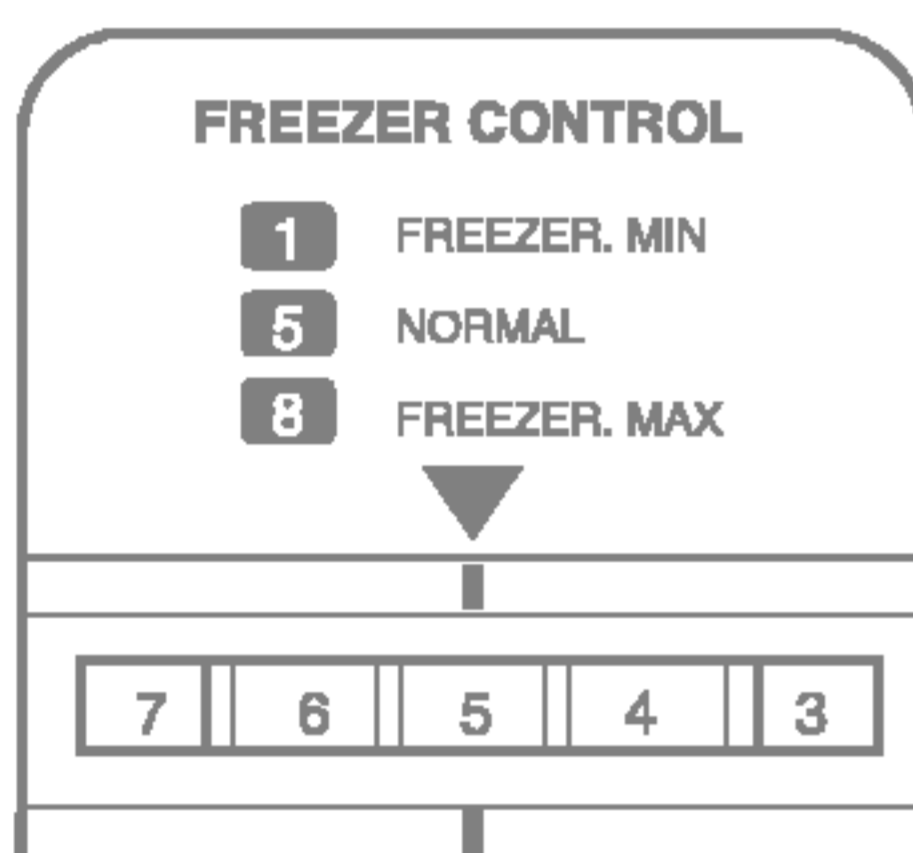 FREEZER CONTROL
1 FREEZER. MIN
5 NORMAL
8 FREEZER. MAX
7 6 5 4 3